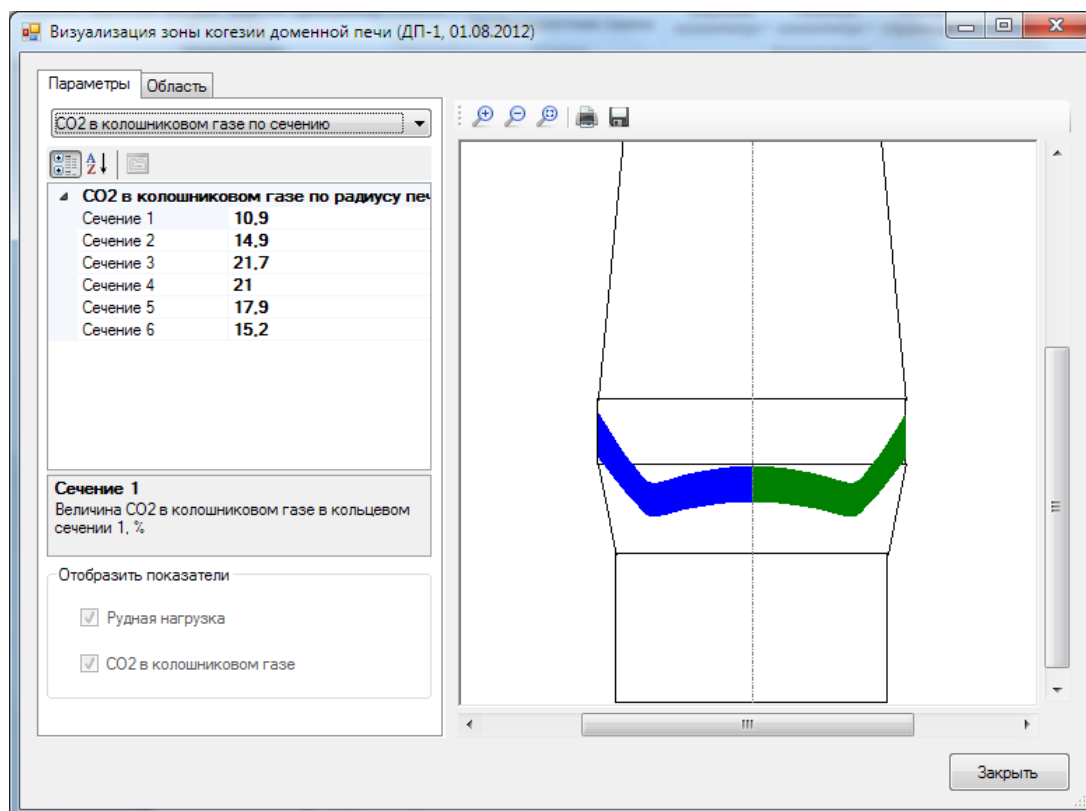 Визуализация зоны когезии доменной печи (ДП-1, 01.08.2012)
Параметры
Область
CO2 в колошниковом газе по сечению
CO2 в колошниковом газе по радиусу печ
Сечение 1 10,9
Сечение 2 14,9
Сечение 3 21,7
Сечение 4 21
Сечение 5 17,9
Сечение 6 15,2
Сечение 1
Величина CO2 в колошниковом газе в кольцевом
сечении 1, %
Отобразить показатели
Рудная нагрузка
CO2 в колошниковом газе
Закрыть